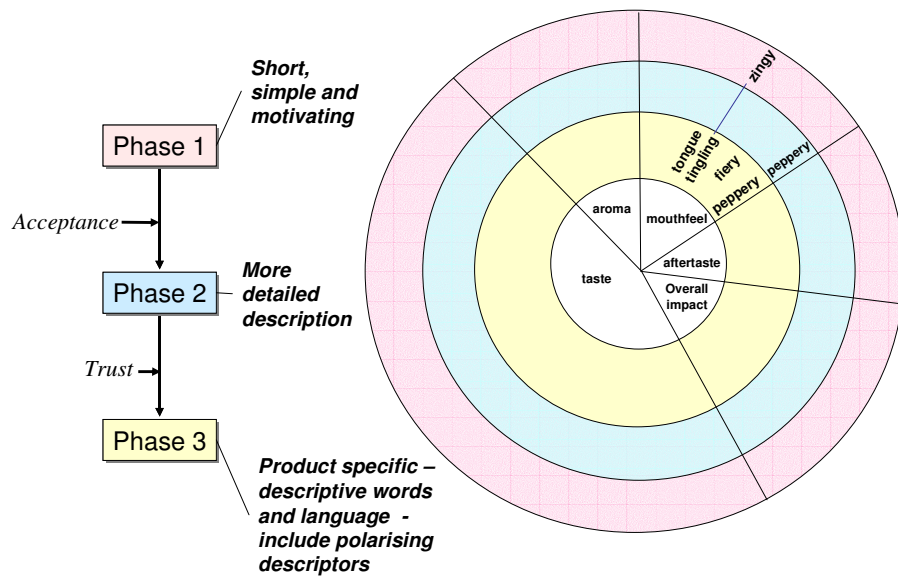 Short,
simple and
motivating
Phase 1
Acceptance
Phase 2
More
detailed
description
Trust
Phase 3
Product specific –
descriptive words
and language  -
include polarising
descriptors
zingy
tongue
tingling
fiery
peppery
peppery
aroma
mouthfeel
taste
aftertaste
Overall
impact